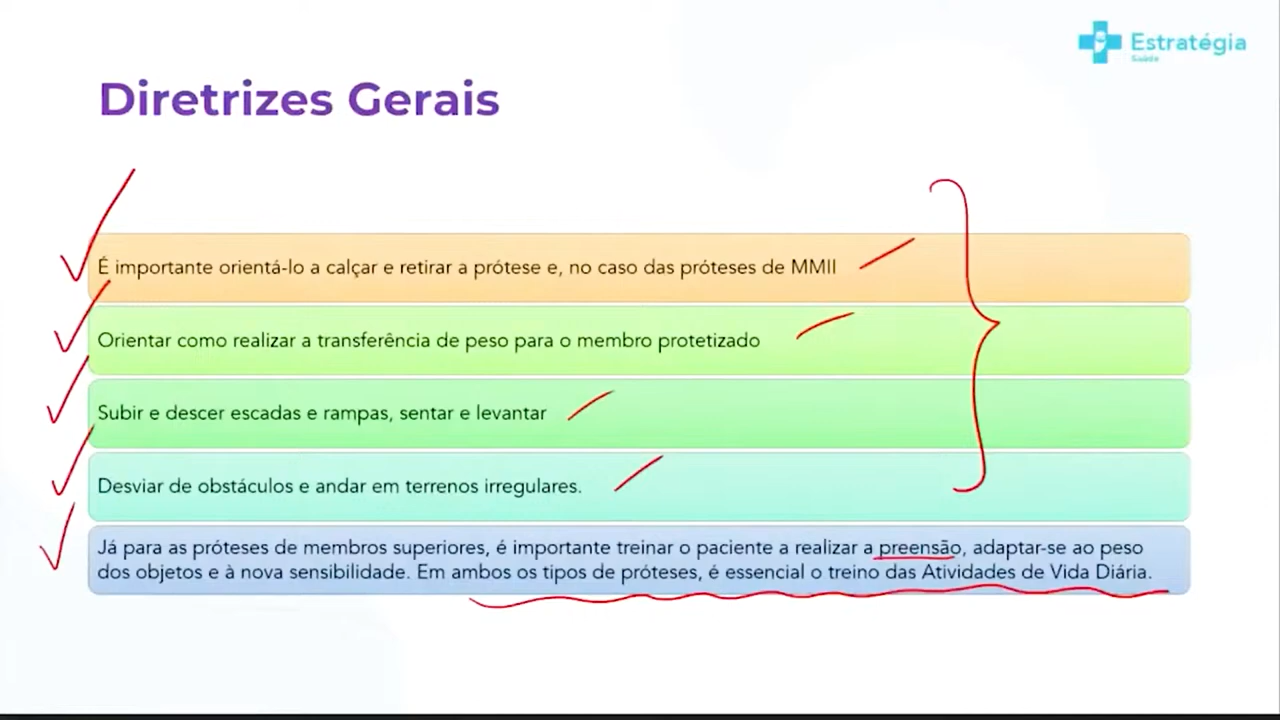 Estratégia
Saúde
Diretrizes Gerais
É importante orientá-lo a calçar e retirar a prótese e, no caso das próteses de MMII
Orientar como realizar a transferência de peso para o membro protetizado
Subir e descer escadas e rampas, sentar e levantar
Desviar de obstáculos e andar em terrenos irregulares.
Já para as próteses de membros superiores, é importante treinar o paciente a realizar a preensão, adaptar-se ao peso
dos objetos e à nova sensibilidade. Em ambos os tipos de próteses, é essencial o treino das Atividades de Vida Diária.